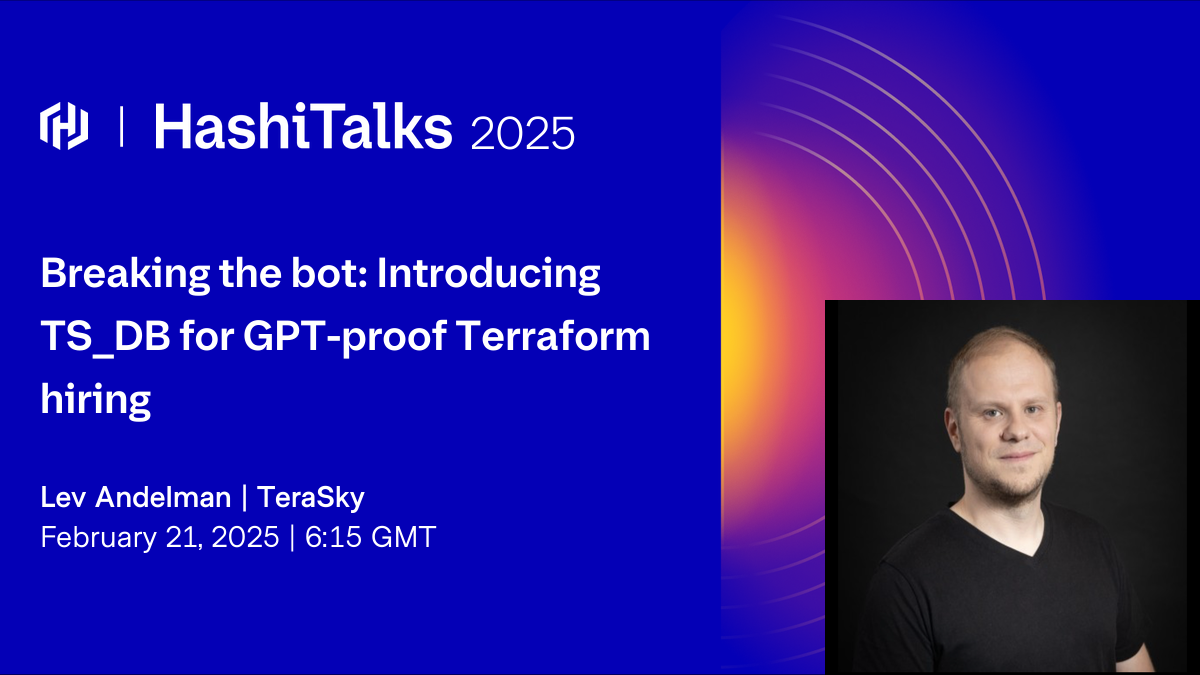 HashiTalks 2025
Breaking the bot: Introducing
TS_DB for GPT-proof Terraform
hiring
Lev Andelman | TeraSky
February 21, 2025 | 6:15 GMT